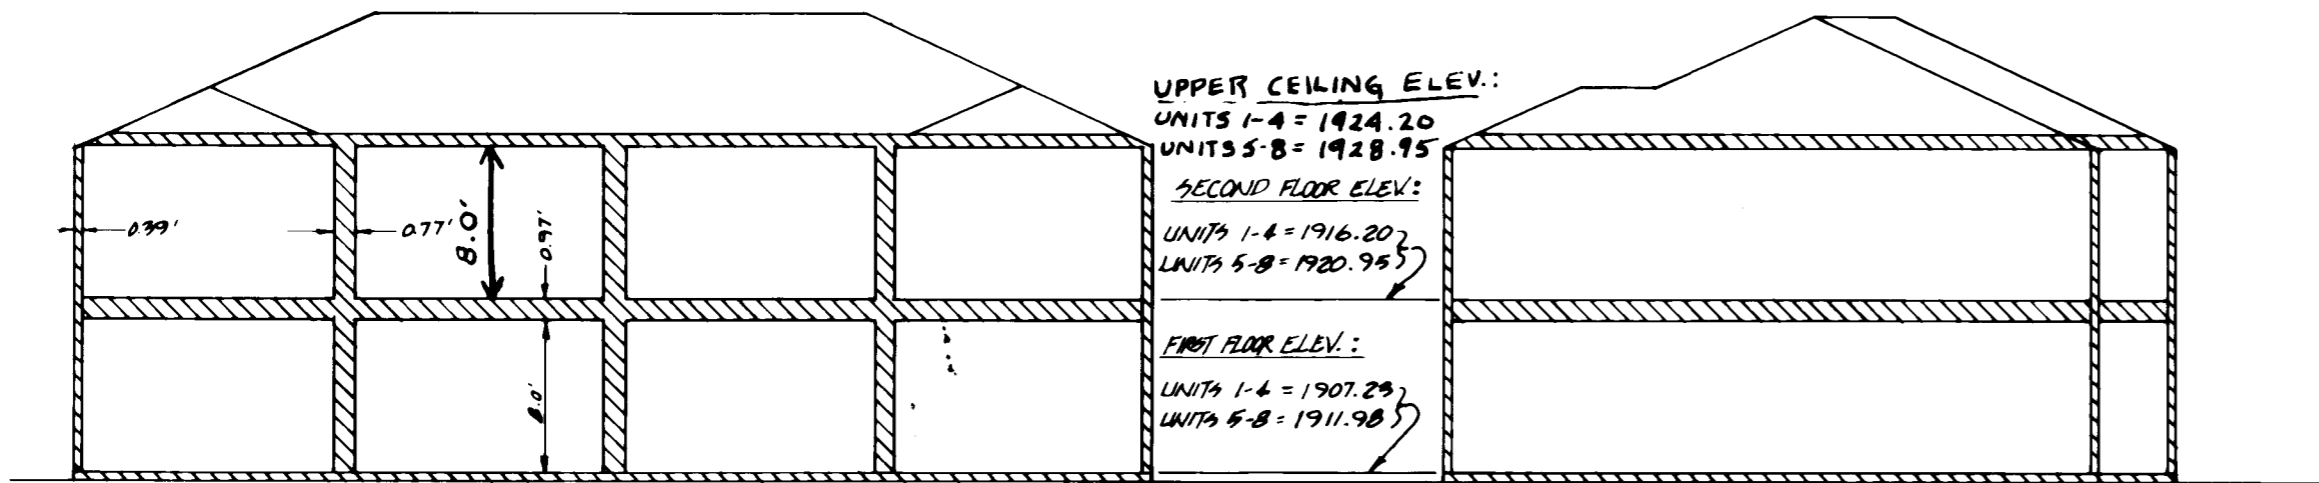 UPPER CEILING ELEV.:
UNITS 1-4 = 1924.20
UNITS 5-8 = 1928.95
SECOND FLOOR ELEV:
UNITS 1-4 = 1916.20
UNITS 5-8 = 1920.95
FIRST FLOOR ELEV.:
UNITS 1-4 = 1907.23
UNITS 5-8 = 1911.98
0.39'
0.77'
8.0'
0.97'
8.0'